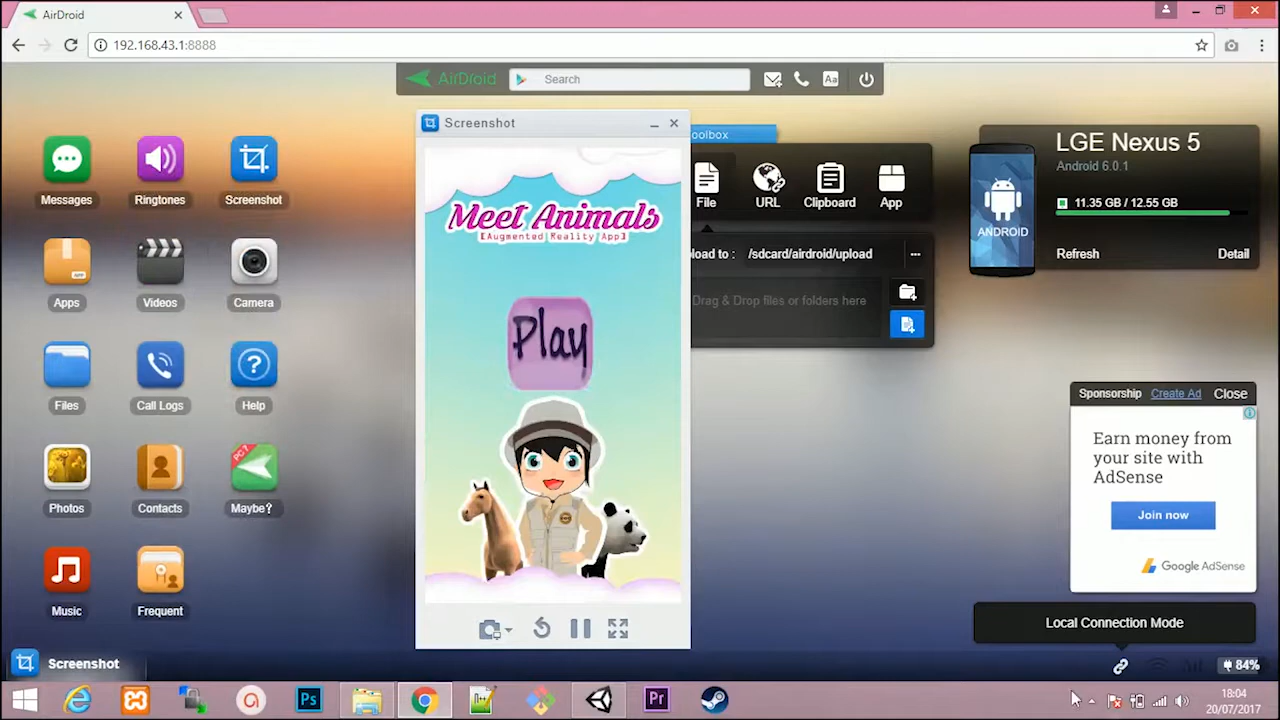 AirDroid
192.168.43.1:8888
AirDroid
Search
Aa
Messages
Ringtones
Screenshot
Apps
Videos
Camera
Files
Call Logs
Help
Photos
Contacts
PC?
Maybe?
Music
Frequent
Screenshot
Meet Animals
[Augmented Reality App]
Play
oolbox
File
URL
Clipboard
App
load to :
/sdcard/airdroid/upload
Drag & Drop files or folders here
ANDROID
LGE Nexus 5
Android 6.0.1
11.35 GB / 12.55 GB
Refresh
Detail
Sponsorship
Create Ad
Close
Earn money from
your site with
AdSense
Join now
Google AdSense
Local Connection Mode
Screenshot
84%
Ps
Pr
18:04
20/07/2017